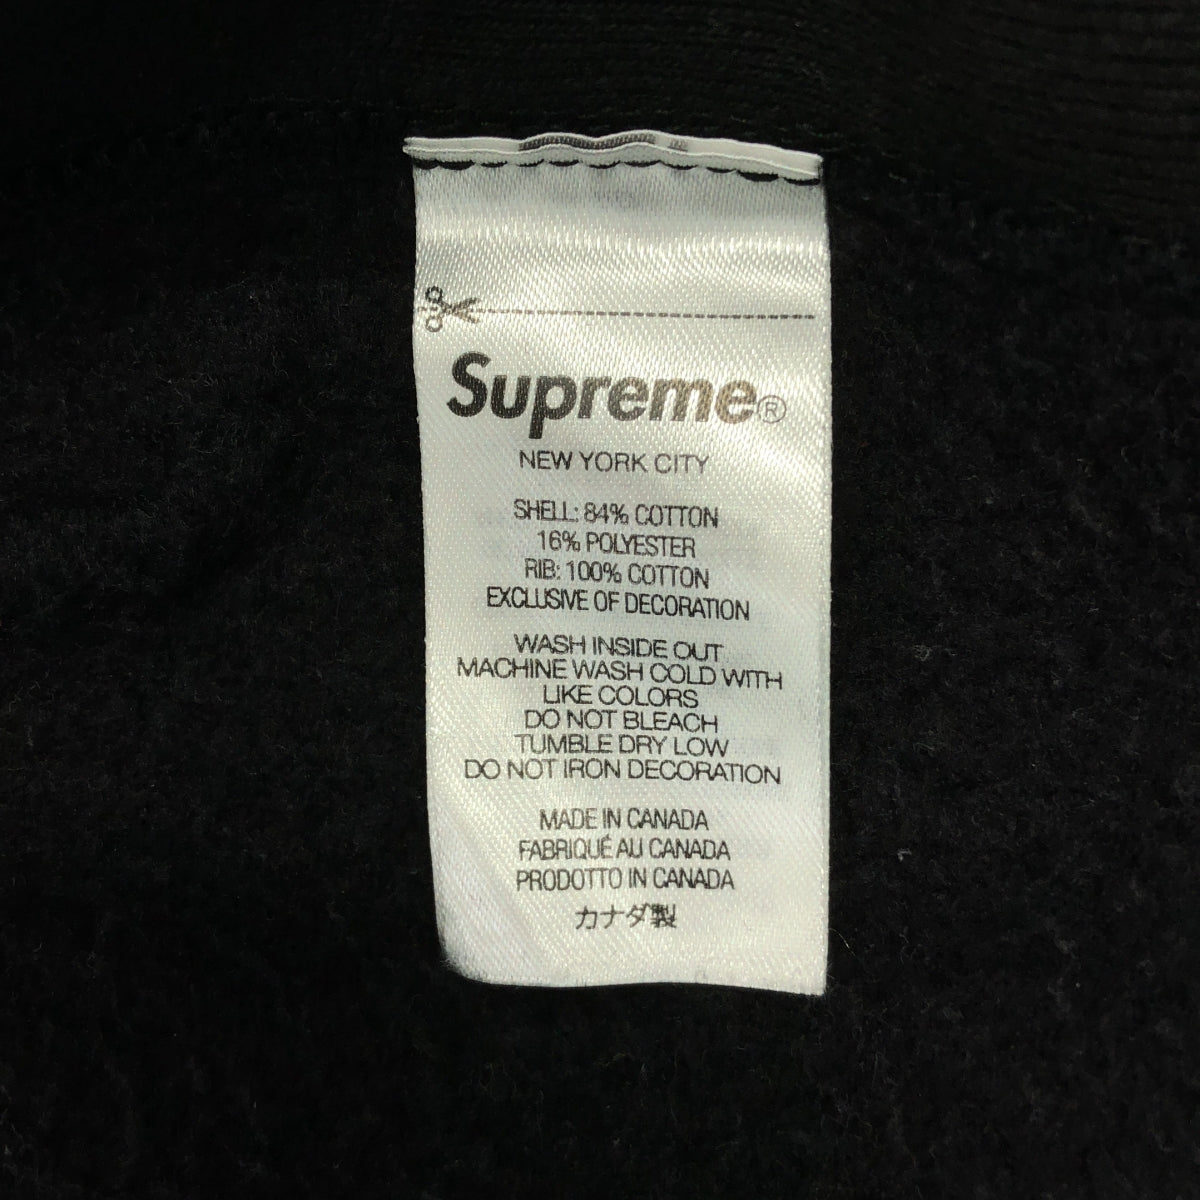 Supreme®
NEW YORK CITY
SHELL: 84% COTTON
16% POLYESTER
RIB: 100% COTTON
EXCLUSIVE OF DECORATION
WASH INSIDE OUT
MACHINE WASH COLD WITH
LIKE COLORS
DO NOT BLEACH
TUMBLE DRY LOW
DO NOT IRON DECORATION
MADE IN CANADA
FABRIQUÉ AU CANADA
PRODOTTO IN CANADA
カナダ製